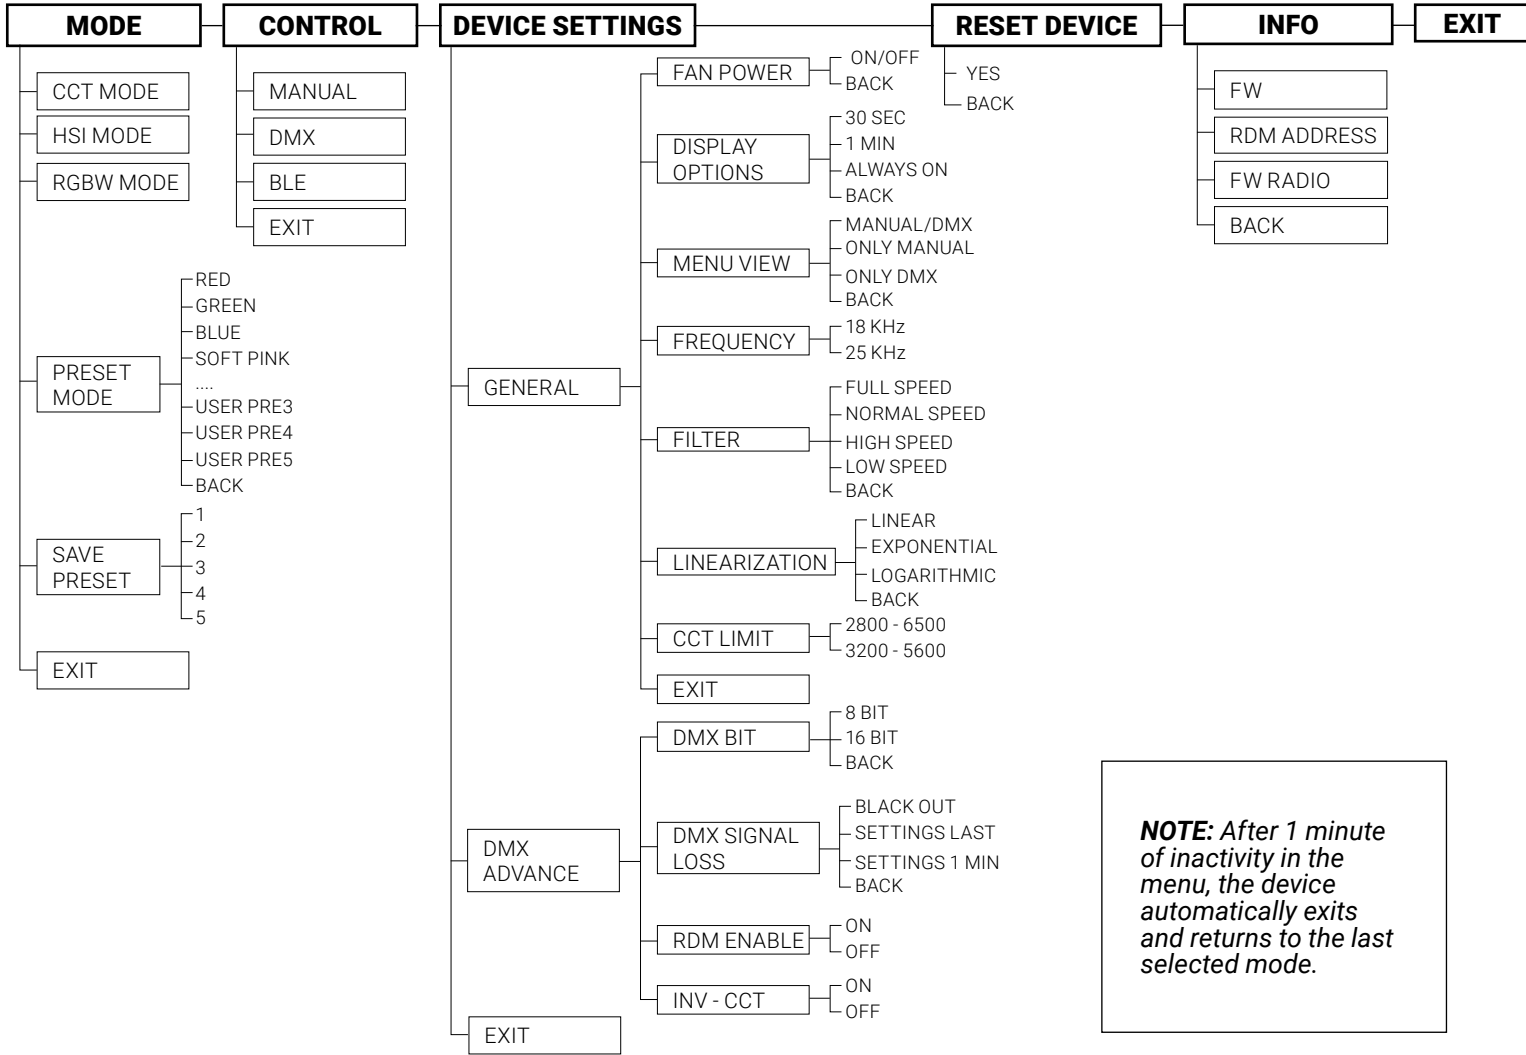 MODE
CONTROL
DEVICE SETTINGS
RESET DEVICE
INFO
EXIT
CCT MODE
HSI MODE
RGBW MODE
PRESET
MODE
RED
GREEN
BLUE
SOFT PINK
....
USER PRE3
USER PRE4
USER PRE5
BACK
SAVE
PRESET
1
2
3
4
5
EXIT
MANUAL
DMX
BLE
EXIT
GENERAL
FAN POWER
ON/OFF
BACK
DISPLAY
OPTIONS
30 SEC
1 MIN
ALWAYS ON
BACK
MENU VIEW
MANUAL/DMX
ONLY MANUAL
ONLY DMX
BACK
FREQUENCY
18 KHz
25 KHz
FILTER
FULL SPEED
NORMAL SPEED
HIGH SPEED
LOW SPEED
BACK
LINEARIZATION
LINEAR
EXPONENTIAL
LOGARITHMIC
BACK
CCT LIMIT
2800 - 6500
3200 - 5600
EXIT
DMX
ADVANCE
DMX BIT
8 BIT
16 BIT
BACK
DMX SIGNAL
LOSS
BLACK OUT
SETTINGS LAST
SETTINGS 1 MIN
BACK
RDM ENABLE
ON
OFF
INV - CCT
ON
OFF
EXIT
YES
BACK
FW
RDM ADDRESS
FW RADIO
BACK
NOTE: After 1 minute
of inactivity in the
menu, the device
automatically exits
and returns to the last
selected mode.